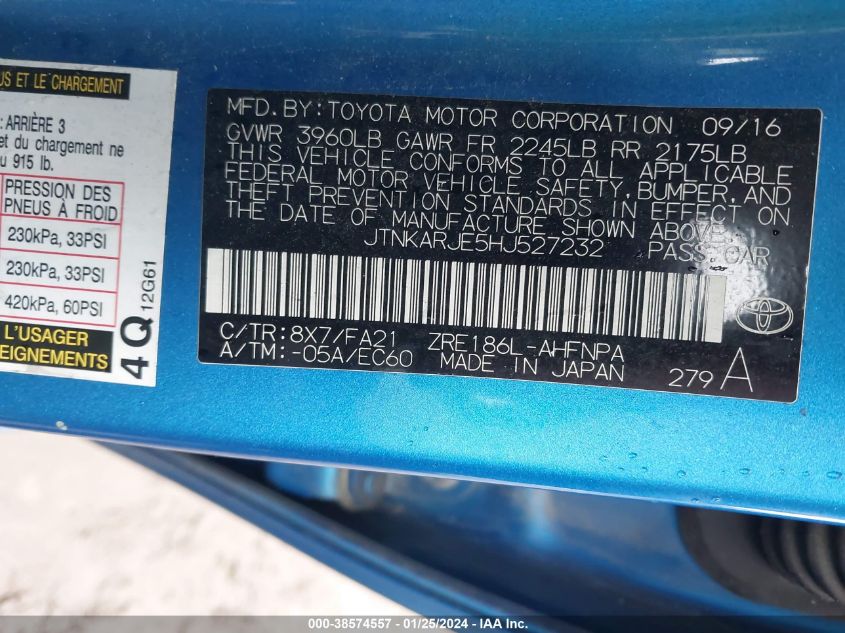 US ET LE CHARGEMENT
: ARRIÈRE 3
et du chargement ne
915 lb.
PRESSION DES
PNEUS À FROID
230kPa, 33PSI
230kPa, 33PSI
420kPa, 60PSI
L'USAGER
EIGNEMENTS
4Q 12G61
MFD. BY: TOYOTA MOTOR CORPORATION 09/16
GVWR 3960LB GAWR FR 2245LB RR 2175LB
THIS VEHICLE CONFORMS TO ALL APPLICABLE
FEDERAL MOTOR VEHICLE SAFETY, BUMPER, AND
THEFT PREVENTION STANDARDS IN EFFECT ON
THE DATE OF MANUFACTURE SHOWN ABOVE.
JTNKARJE5HJ527232 PASS. CAR
C/TR: 8X7/FA21 ZRE186L-AHFNPA
A/TM: -05A/EC60 MADE IN JAPAN 279 A
000-38574557 - 01/25/2024 - IAAI.com